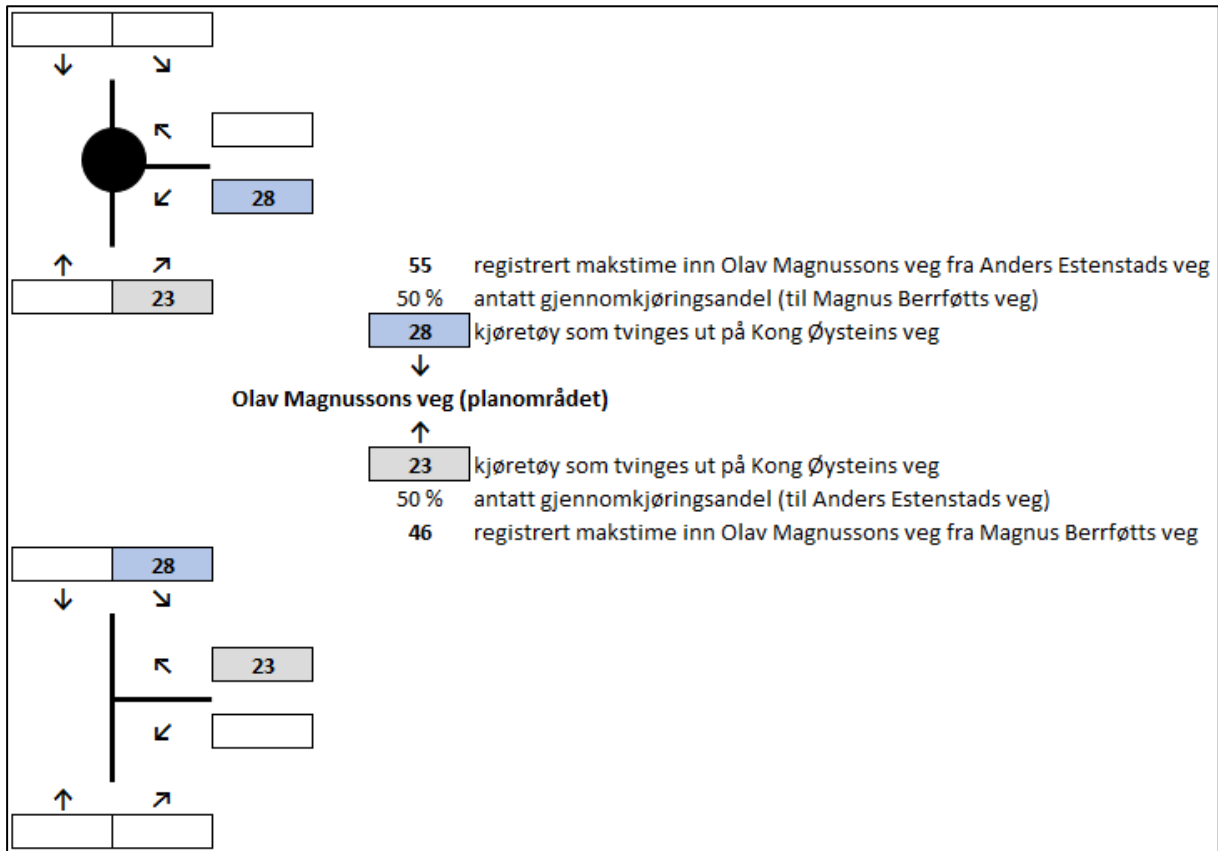 ↓ ↘
↖
↙ 28
↑ ↗
23
55 registrert makstime inn Olav Magnussons veg fra Anders Estenstads veg
50 % antatt gjennomkjøringsandel (til Magnus Berrføtts veg)
28 kjøretøy som tvinges ut på Kong Øysteins veg
↓
Olav Magnussons veg (planområdet)
↑
23 kjøretøy som tvinges ut på Kong Øysteins veg
50 % antatt gjennomkjøringsandel (til Anders Estenstads veg)
46 registrert makstime inn Olav Magnussons veg fra Magnus Berrføtts veg
28
↓ ↘
↖ 23
↙
↑ ↗